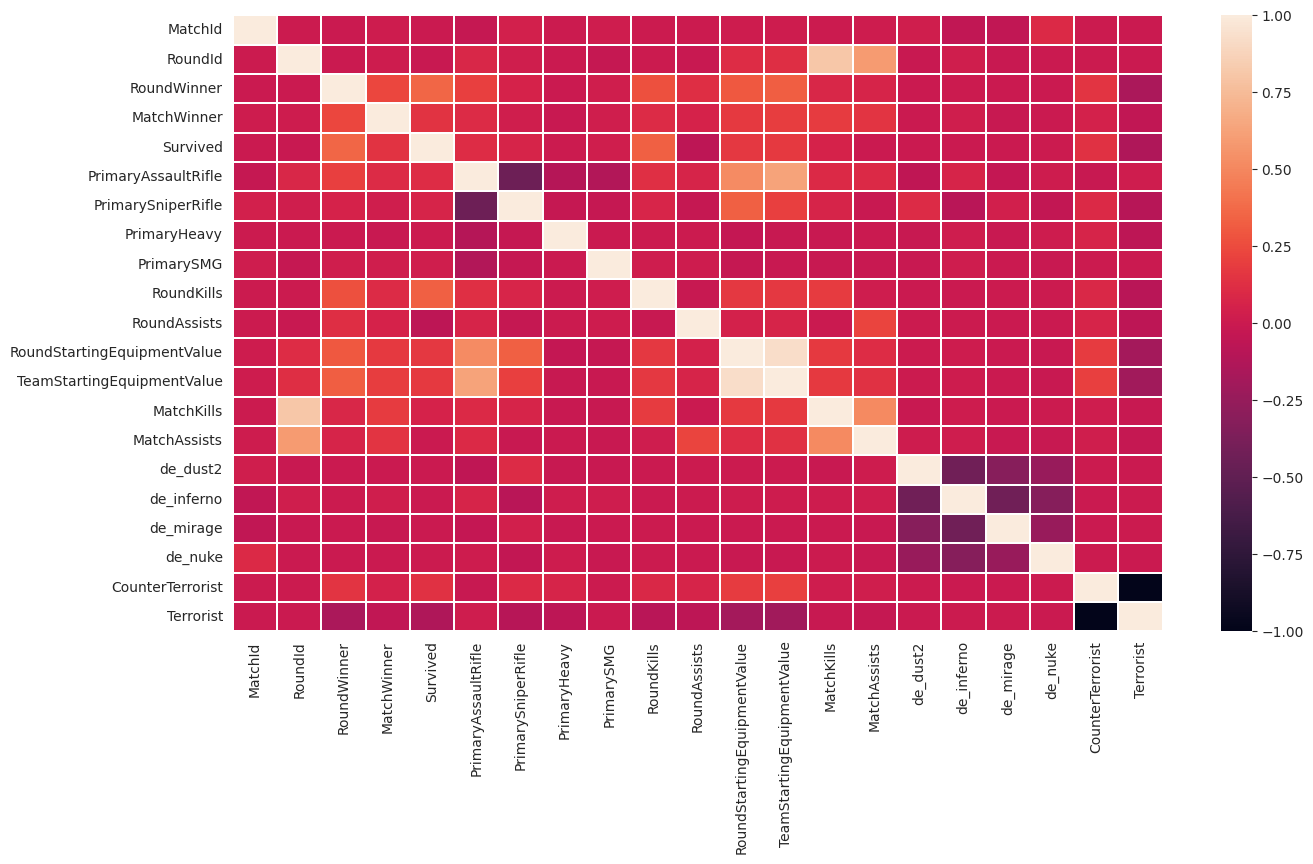 MatchId
RoundId
RoundWinner
MatchWinner
Survived
PrimaryAssaultRifle
PrimarySniperRifle
PrimaryHeavy
PrimarySMG
RoundKills
RoundAssists
RoundStartingEquipmentValue
TeamStartingEquipmentValue
MatchKills
MatchAssists
de_dust2
de_inferno
de_mirage
de_nuke
CounterTerrorist
Terrorist
MatchId
RoundId
RoundWinner
MatchWinner
Survived
PrimaryAssaultRifle
PrimarySniperRifle
PrimaryHeavy
PrimarySMG
RoundKills
RoundAssists
RoundStartingEquipmentValue
TeamStartingEquipmentValue
MatchKills
MatchAssists
de_dust2
de_inferno
de_mirage
de_nuke
CounterTerrorist
Terrorist
1.00
0.75
0.50
0.25
0.00
−0.25
−0.50
−0.75
−1.00